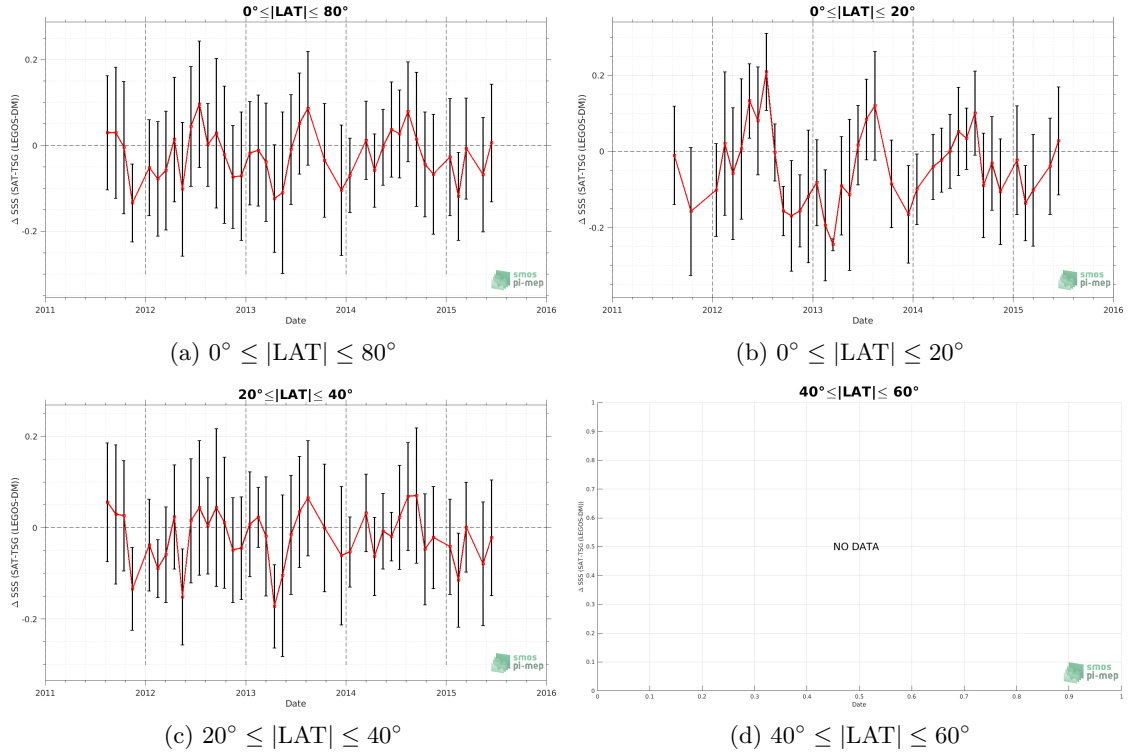 0°≤|LAT|≤ 80°
Δ SSS (SAT-TSG (LEGOS-DM))
0.2
0
-0.2
2011 2012 2013 2014 2015 2016
Date
smos
pi-mep
(a) 0° ≤ |LAT| ≤ 80°
0°≤|LAT|≤ 20°
Δ SSS (SAT-TSG (LEGOS-DM))
0.2
0
-0.2
2011 2012 2013 2014 2015 2016
Date
smos
pi-mep
(b) 0° ≤ |LAT| ≤ 20°
20°≤|LAT|≤ 40°
Δ SSS (SAT-TSG (LEGOS-DM))
0.2
0
-0.2
2011 2012 2013 2014 2015 2016
Date
smos
pi-mep
(c) 20° ≤ |LAT| ≤ 40°
40°≤|LAT|≤ 60°
Δ SSS (SAT-TSG (LEGOS-DM))
1
0.9
0.8
0.7
0.6
0.5
0.4
0.3
0.2
0.1
0
NO DATA
0 0.1 0.2 0.3 0.4 0.5 0.6 0.7 0.8 0.9 1
Date
smos
pi-mep
(d) 40° ≤ |LAT| ≤ 60°